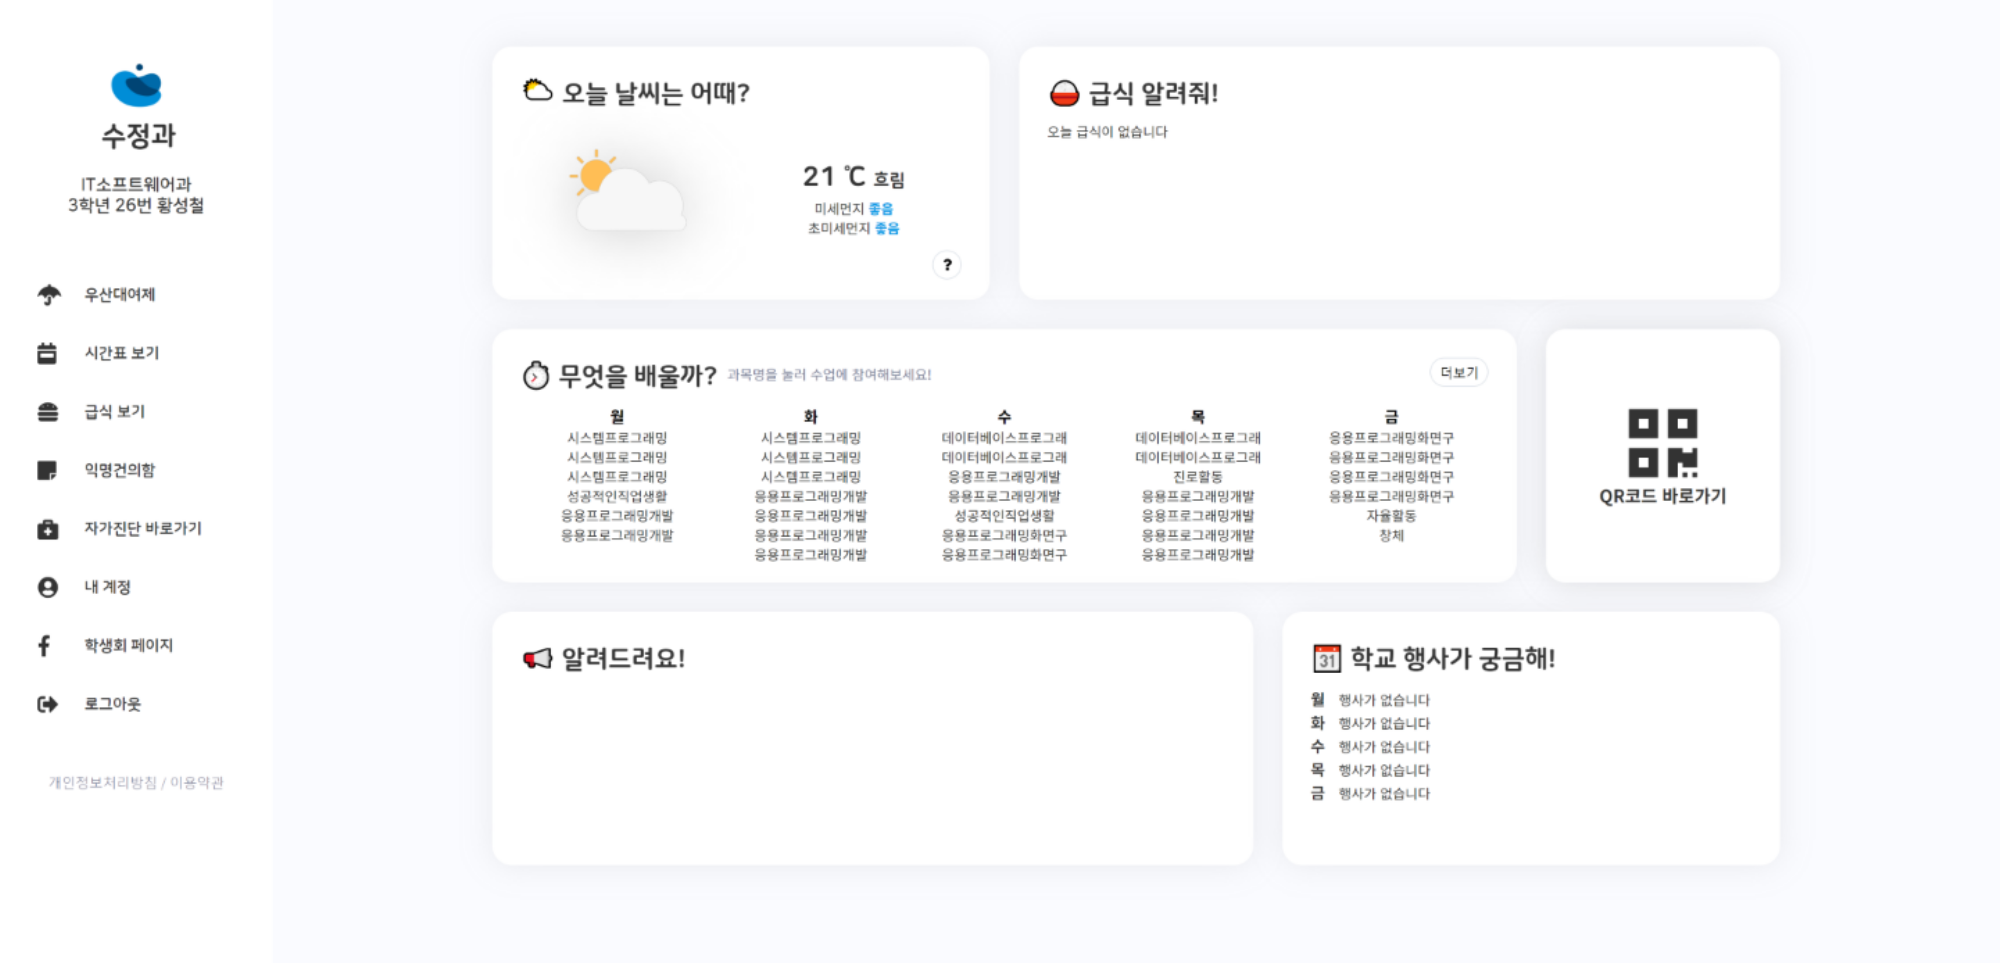 수정과
IT소프트웨어과
3학년 26번 황성철
우산대여제
시간표 보기
급식 보기
익명건의함
자가진단 바로가기
내 계정
학생회 페이지
로그아웃
개인정보처리방침 / 이용약관
오늘 날씨는 어때?
21 ℃ 흐림
미세먼지 좋음
초미세먼지 좋음
?
급식 알려줘!
오늘 급식이 없습니다
무엇을 배울까? 과목명을 눌러 수업에 참여해보세요!
더보기
월 화 수 목 금
시스템프로그래밍 시스템프로그래밍 데이터베이스프로그래 데이터베이스프로그래 응용프로그래밍화면구
시스템프로그래밍 시스템프로그래밍 데이터베이스프로그래 데이터베이스프로그래 응용프로그래밍화면구
시스템프로그래밍 시스템프로그래밍 응용프로그래밍개발 진로활동 응용프로그래밍화면구
성공적인직업생활 응용프로그래밍개발 응용프로그래밍개발 응용프로그래밍개발 응용프로그래밍화면구
응용프로그래밍개발 응용프로그래밍개발 성공적인직업생활 응용프로그래밍개발 자율활동
응용프로그래밍개발 응용프로그래밍개발 응용프로그래밍화면구 응용프로그래밍개발 창체
응용프로그래밍개발 응용프로그래밍화면구 응용프로그래밍개발
QR코드 바로가기
알려드려요!
31 학교 행사가 궁금해!
월 행사가 없습니다
화 행사가 없습니다
수 행사가 없습니다
목 행사가 없습니다
금 행사가 없습니다